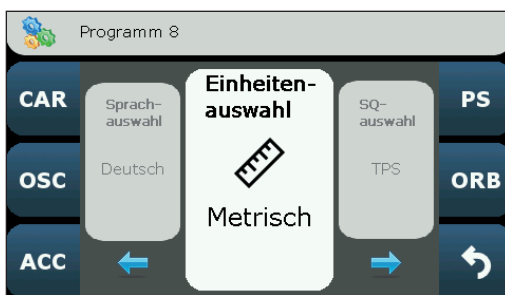 Programm 8
CAR
OSC
ACC
Sprach-
auswahl
Deutsch
Einheiten-
auswahl
Metrisch
SQ-
auswahl
TPS
PS
ORB